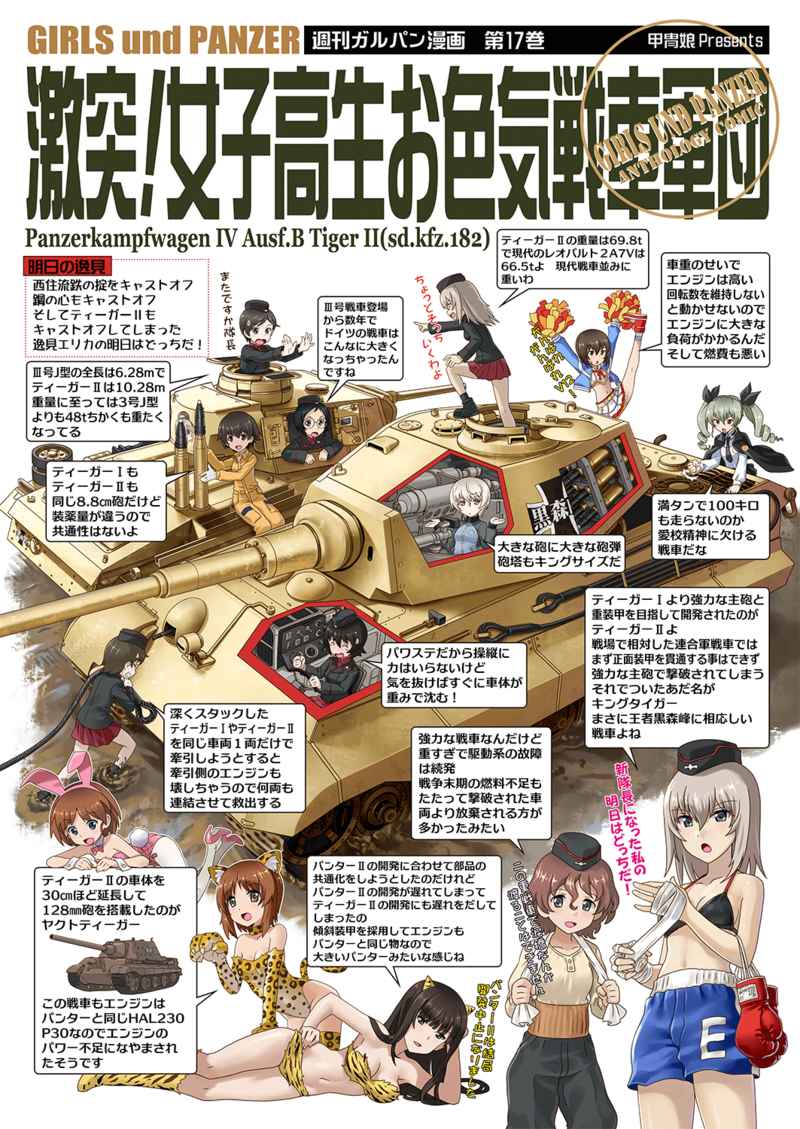 GIRLS und PANZER
週刊ガルパン漫画 第17巻
甲冑娘 Presents
激突!女子高生お色気戦車軍団
GIRLS UND PANZER
ANTHOLOGY COMIC
Panzerkampfwagen IV Ausf.B Tiger II(sd.kfz.182)
明日の逸見
西住流鉄の掟をキャストオフ
鋼の心もキャストオフ
そしてティーガーⅡも
キャストオフしてしまった
逸見エリカの明日はどっちだ!
またですか隊長
Ⅲ号戦車登場
から数年で
ドイツの戦車は
こんなに大きく
なっちゃったん
ですね
ちょっとそっち
いくわよ
ティーガーⅡの重量は69.8t
で現代のレオパルト2A7Vは
66.5tよ 現代戦車並みに
重いわ
車重のせいで
エンジンは高い
回転数を維持しない
と動かせないので
エンジンに大きな
負荷がかかるんだ
そして燃費も悪い
Ⅲ号J型の全長は6.28mで
ティーガーⅡは10.28m
重量に至っては3号J型
よりも48tちかくも重たく
なってる
ティーガーⅠも
ティーガーⅡも
同じ8.8㎝砲だけど
装薬量が違うので
共通性はないよ
黒森
大きな砲に大きな砲弾
砲塔もキングサイズだ
満タンで100キロ
も走らないのか
愛校精神に欠ける
戦車だな
ティーガーⅠより強力な主砲と
重装甲を目指して開発されたのが
ティーガーⅡよ
戦場で相対した連合軍戦車では
まず正面装甲を貫通する事はできず
強力な主砲で撃破されてしまう
それでついたあだ名が
キングタイガー
まさに王者黒森峰に相応しい
戦車よね
パワステだから操縦に
力はいらないけど
気を抜けばすぐに車体が
重みで沈む!
深くスタックした
ティーガーⅠやティーガーⅡ
を同じ車両1両だけで
牽引しようとすると
牽引側のエンジンも
壊しちゃうので何両も
連結させて救出する
強力な戦車なんだけど
重すぎで駆動系の故障
は続発
戦争末期の燃料不足も
たたって撃破された車
両より放棄される方が
多かったみたい
新隊長になった私の
明日はどっちだ!
ティーガーⅡの車体を
30㎝ほど延長して
128㎜砲を搭載したのが
ヤクトティーガー
この戦車もエンジンは
パンターと同じHAL230
P30なのでエンジンの
パワー不足になやまされ
たそうです
パンターⅡの開発に合わせて部品の
共通化をしようとしたのだけれど
パンターⅡの開発が遅れてしまって
ティーガーⅡの開発にも遅れをだして
しまったの
傾斜装甲を採用してエンジンも
パンターと同じ物なので
大きいパンターみたいな感じね
パンターⅡは結局
開発中止になりました
E